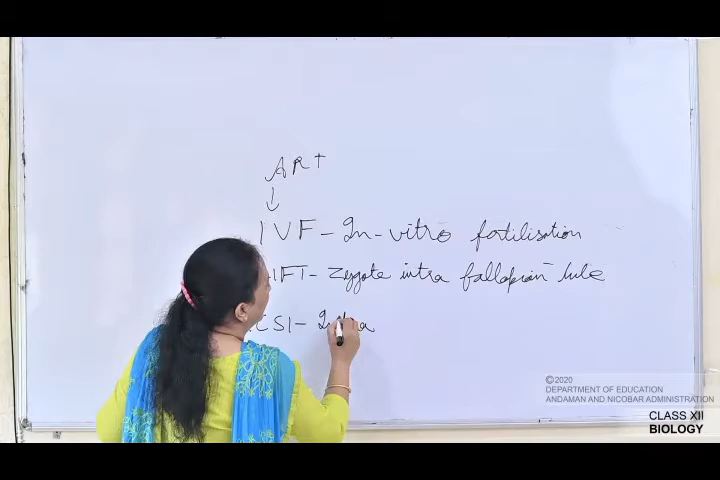 ART
IVF - In-vitro fortilisation
IFT - Zygote intra fallopian tube
CSI - Intra
©2020
DEPARTMENT OF EDUCATION
ANDAMAN AND NICOBAR ADMINISTRATION
CLASS XII
BIOLOGY